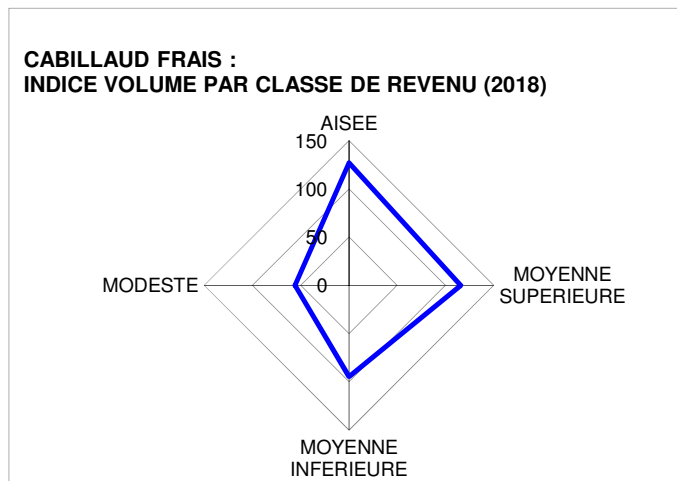 CABILLAUD FRAIS :
INDICE VOLUME PAR CLASSE DE REVENU (2018)
AISEE
150
100
50
0
MODESTE
MOYENNE
SUPERIEURE
MOYENNE
INFERIEURE